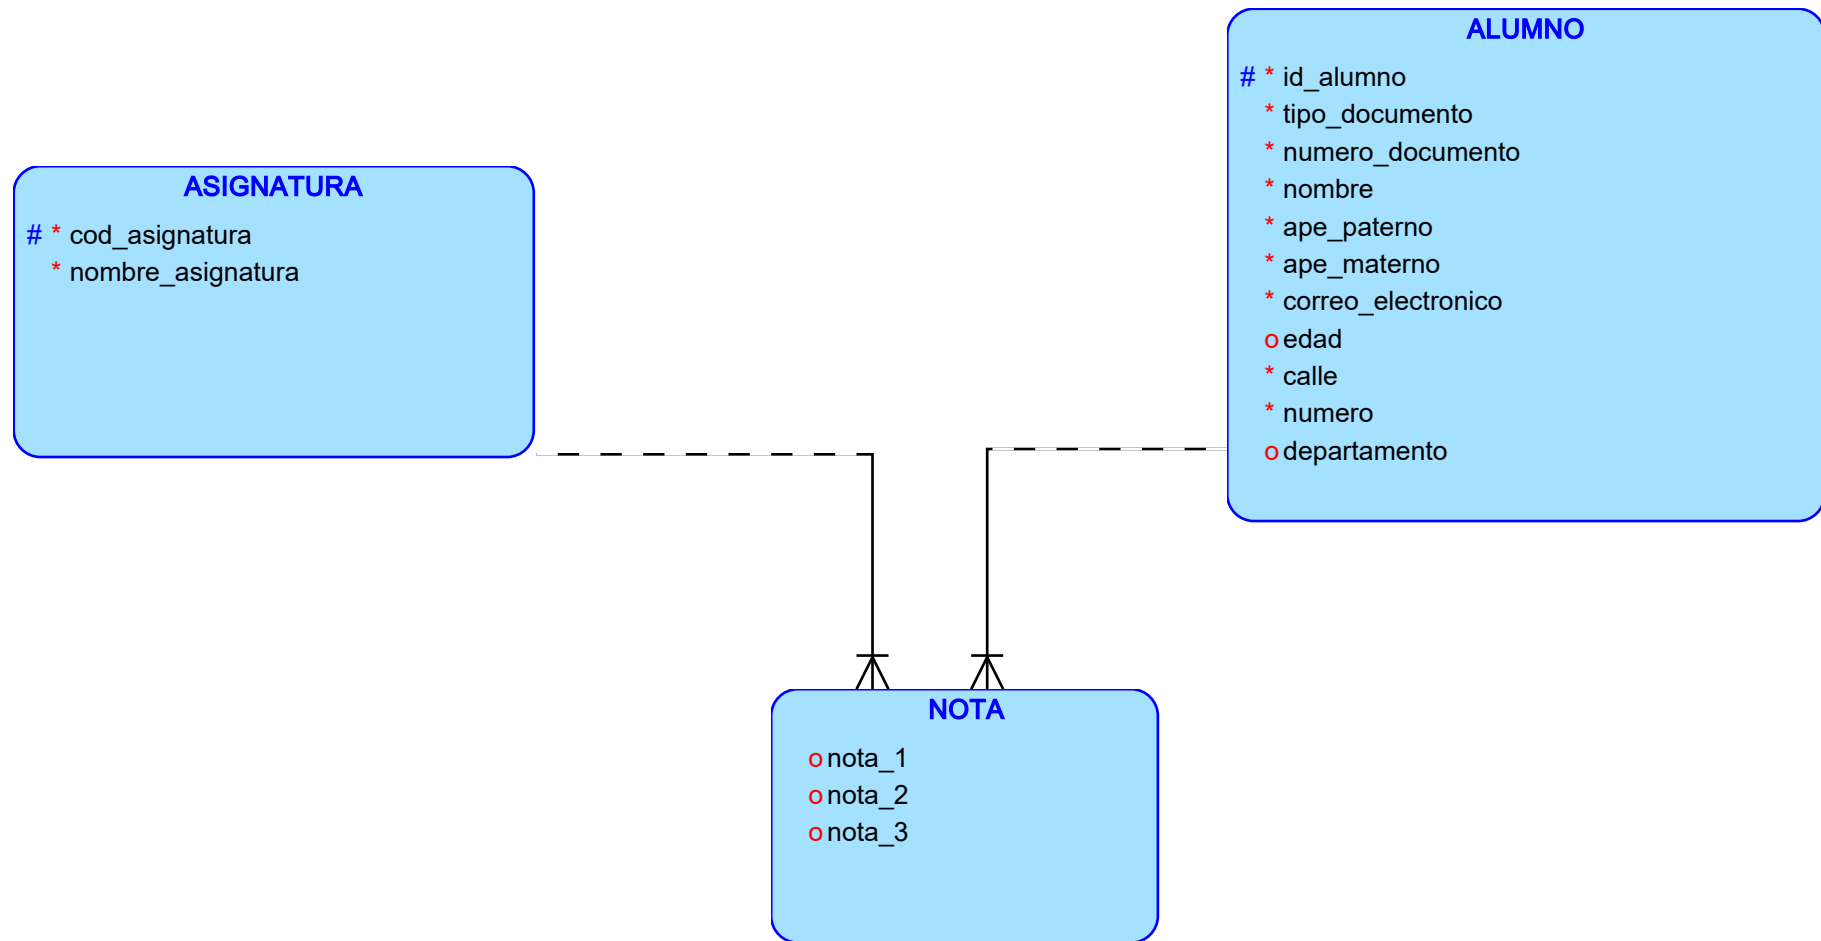 ASIGNATURA
# * cod_asignatura
* nombre_asignatura
ALUMNO
# * id_alumno
* tipo_documento
* numero_documento
* nombre
* ape_paterno
* ape_materno
* correo_electronico
o edad
* calle
* numero
o departamento
NOTA
o nota_1
o nota_2
o nota_3